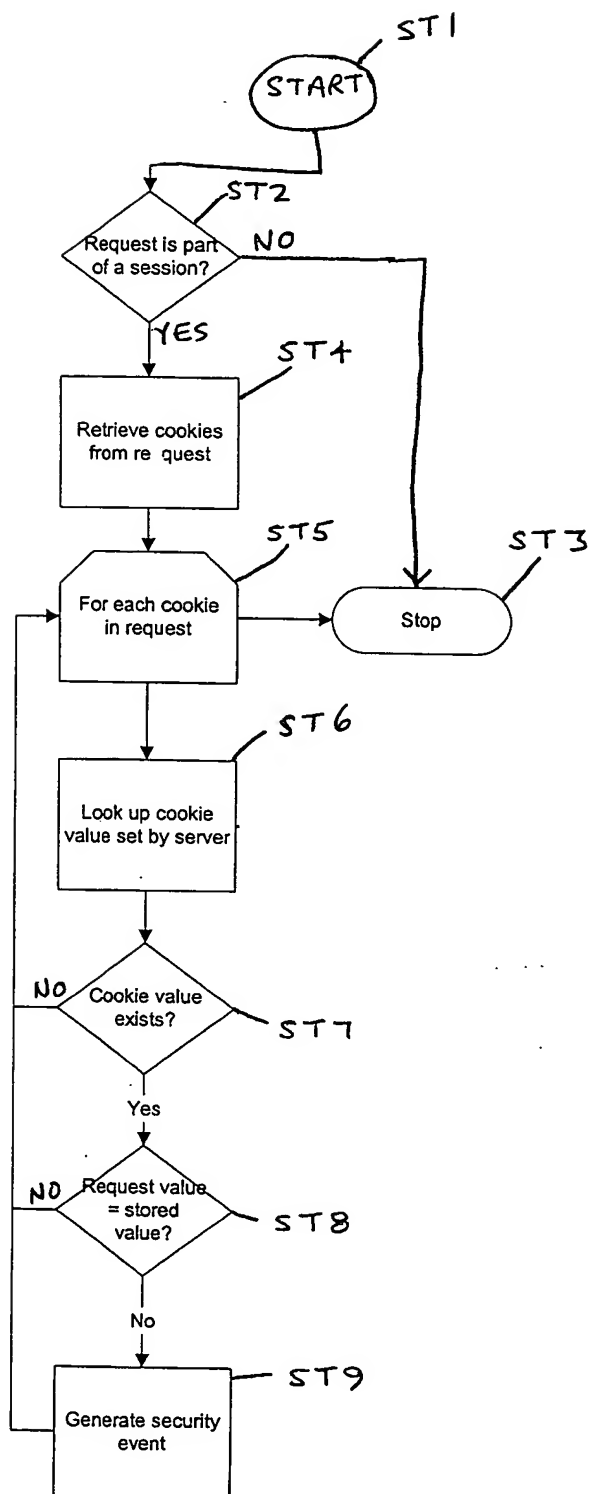 ST1
START
ST2
Request is part
of a session?
NO
YES
ST4
Retrieve cookies
from re quest
ST5
ST3
For each cookie
in request
Stop
ST6
Look up cookie
value set by server
NO
Cookie value
exists?
ST7
Yes
NO
Request value
= stored
value?
ST8
No
ST9
Generate security
event